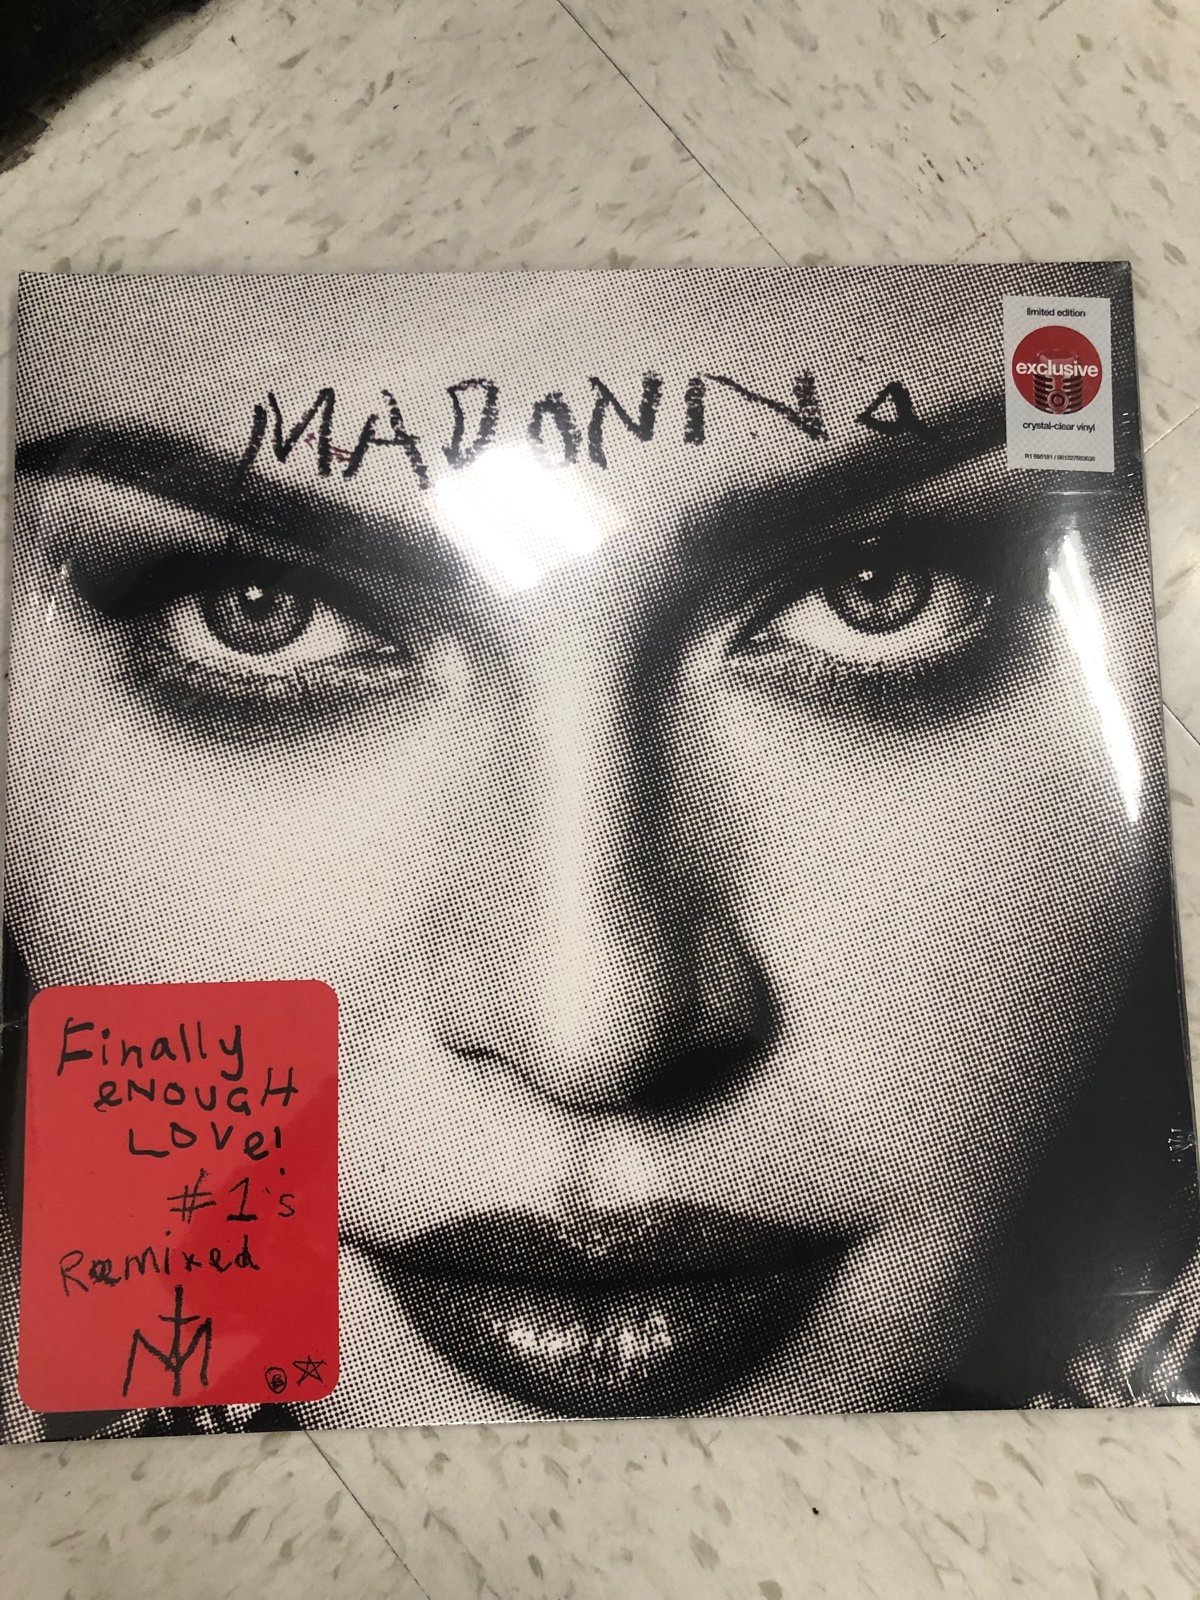 MADONNA
limited edition
exclusive
crystal-clear vinyl
Finally
eNOUGH
LOVe!
#1's
Remixed